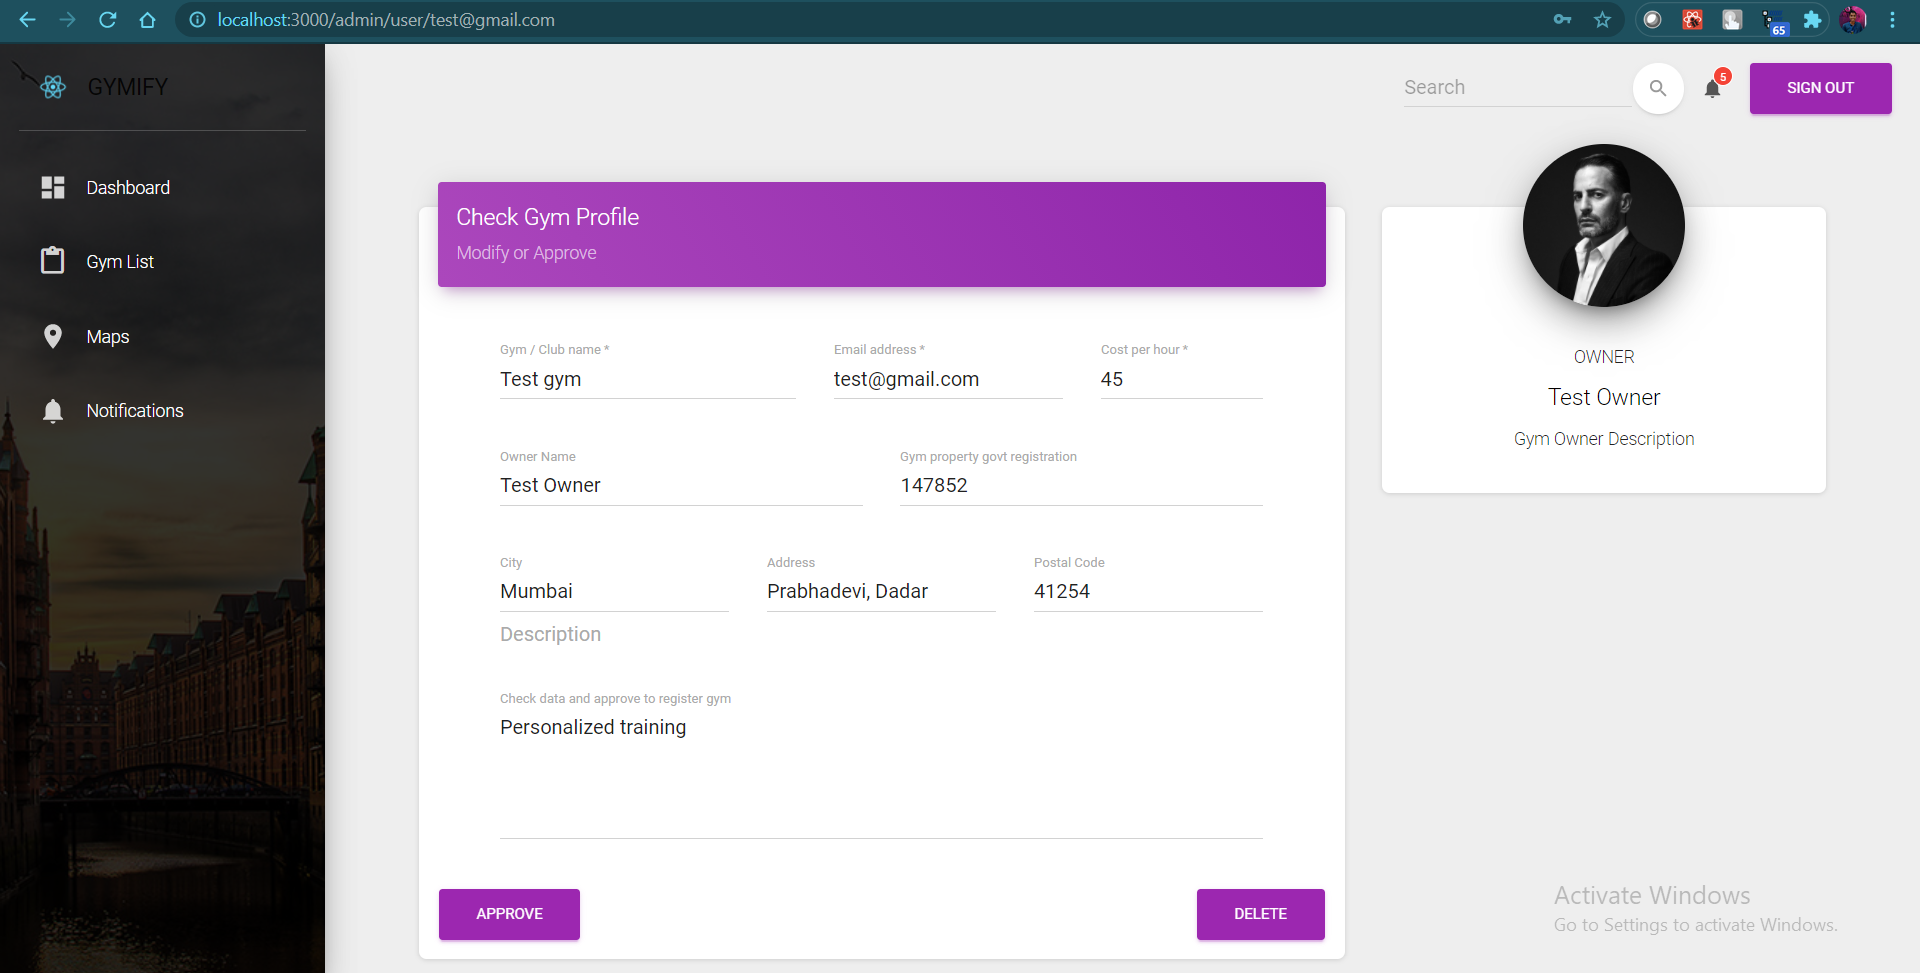 localhost:3000/admin/user/test@gmail.com
65
GYMIFY
Search
5
SIGN OUT
Dashboard
Gym List
Maps
Notifications
Check Gym Profile
Modify or Approve
Gym / Club name *
Email address *
Cost per hour *
Test gym
test@gmail.com
45
Owner Name
Gym property govt registration
Test Owner
147852
City
Address
Postal Code
Mumbai
Prabhadevi, Dadar
41254
Description
Check data and approve to register gym
Personalized training
APPROVE
DELETE
OWNER
Test Owner
Gym Owner Description
Activate Windows
Go to Settings to activate Windows.